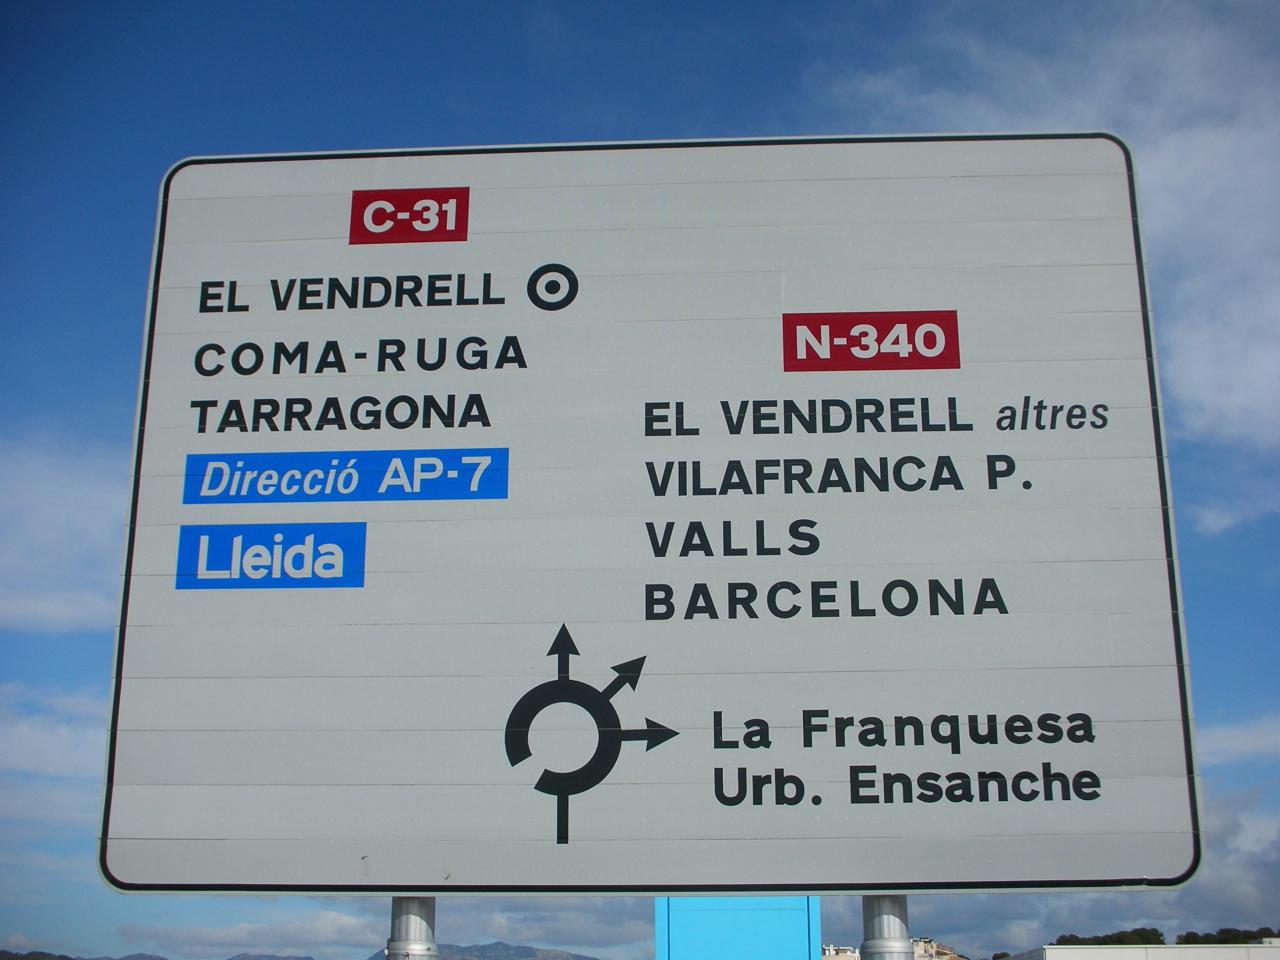 C-31
EL VENDRELL
COMA-RUGA
TARRAGONA
Direcció AP-7
Lleida
N-340
EL VENDRELL altres
VILAFRANCA P.
VALLS
BARCELONA
La Franquesa
Urb. Ensanche